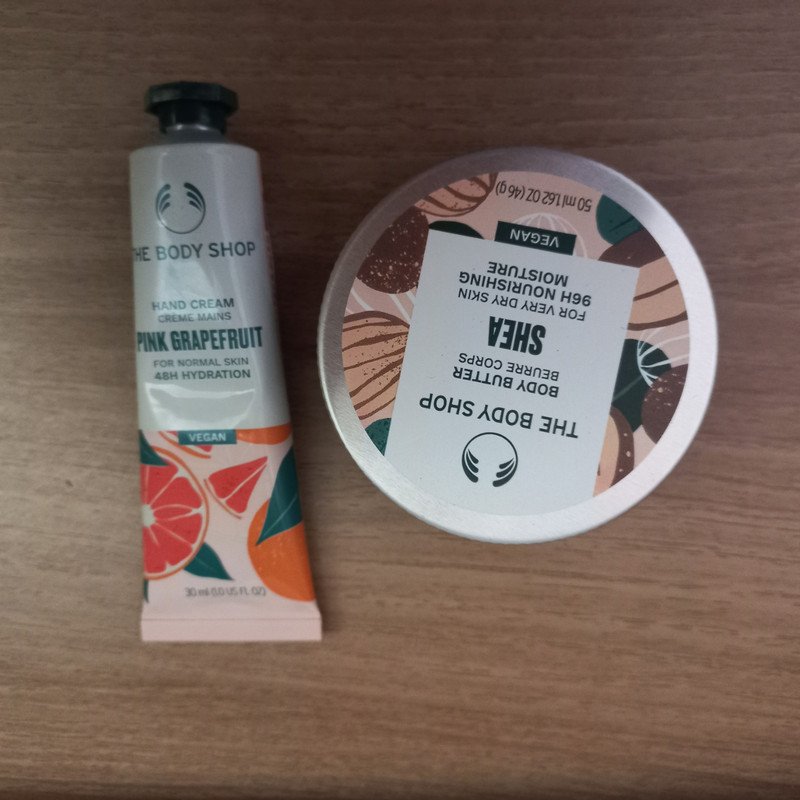 THE BODY SHOP
HAND CREAM
CRÈME MAINS
PINK GRAPEFRUIT
FOR NORMAL SKIN
48H HYDRATION
VEGAN
30 ml (1.0 US FL OZ)
THE BODY SHOP
BODY BUTTER
BEURRE CORPS
SHEA
FOR VERY DRY SKIN
96H NOURISHING
MOISTURE
VEGAN
50 ml 1.62 OZ (46 g)